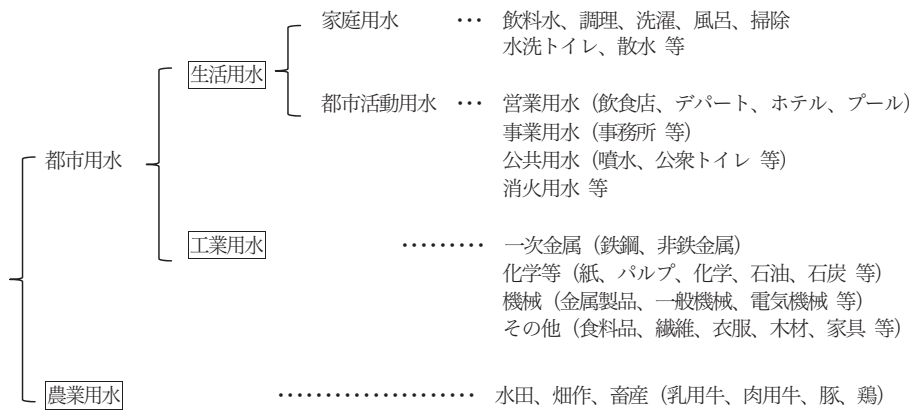 家庭用水 ・・・ 飲料水、調理、洗濯、風呂、掃除
水洗トイレ、散水 等
生活用水
都市活動用水 ・・・ 営業用水（飲食店、デパート、ホテル、プール）
事業用水（事務所 等）
都市用水
公共用水（噴水、公衆トイレ 等）
消火用水 等
工業用水 ・・・・・・・・・ 一次金属（鉄鋼、非鉄金属）
化学等（紙、パルプ、化学、石油、石炭 等）
機械（金属製品、一般機械、電気機械 等）
その他（食料品、繊維、衣服、木材、家具 等）
農業用水 ・・・・・・・・・・・・・・・・・・・・ 水田、畑作、畜産（乳用牛、肉用牛、豚、鶏）